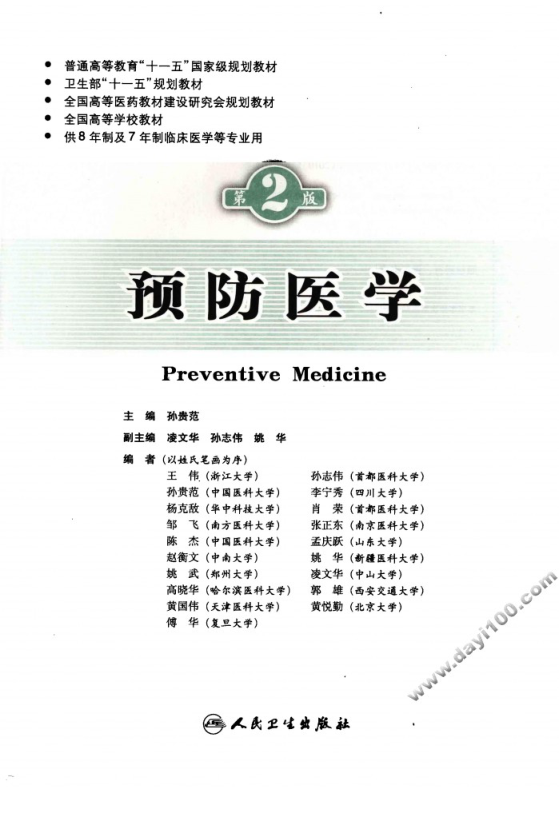 • 普通高等教育“十一五”国家级规划教材
• 卫生部“十一五”规划教材
• 全国高等医药教材建设研究会规划教材
• 全国高等学校教材
• 供8年制及7年制临床医学等专业用
第2版
预防医学
Preventive Medicine
主 编 孙贵范
副主编 凌文华 孙志伟 姚 华
编 者 (以姓氏笔画为序)
王 伟 (浙江大学) 孙志伟 (首都医科大学)
孙贵范 (中国医科大学) 李宁秀 (四川大学)
杨克敌 (华中科技大学) 肖 荣 (首都医科大学)
邹 飞 (南方医科大学) 张正东 (南京医科大学)
陈 杰 (中国医科大学) 孟庆跃 (山东大学)
赵衡文 (中南大学) 姚 华 (新疆医科大学)
姚 武 (郑州大学) 凌文华 (中山大学)
高晓华 (哈尔滨医科大学) 郭 雄 (西安交通大学)
黄国伟 (天津医科大学) 黄悦勤 (北京大学)
傅 华 (复旦大学)
www.dayi100.com
人民卫生出版社